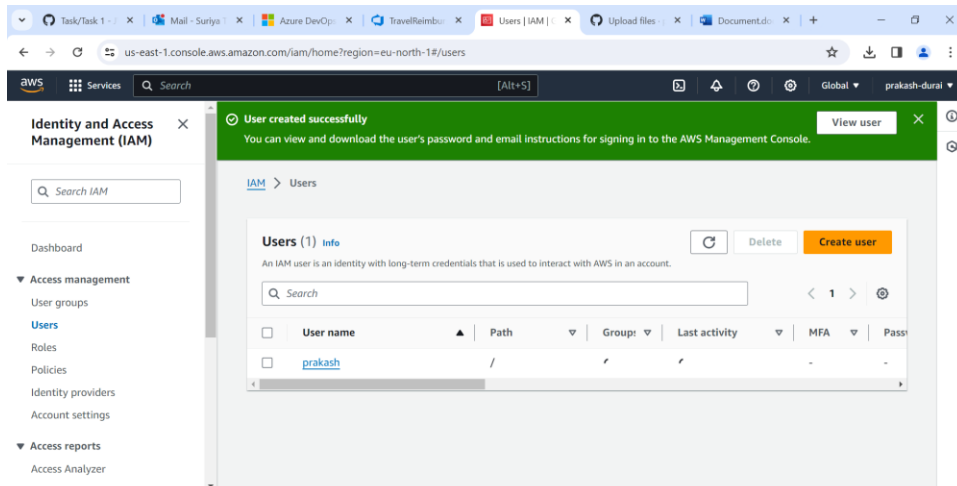 Task/Task 1 -
Mail - Suriya
Azure DevOp
TravelReimbur
Users | IAM |
Upload files -
Document.do
us-east-1.console.aws.amazon.com/iam/home?region=eu-north-1#/users
aws
Services
Search
[Alt+S]
Global
prakash-durai
Identity and Access
Management (IAM)
Search IAM
Dashboard
Access management
User groups
Users
Roles
Policies
Identity providers
Account settings
Access reports
Access Analyzer
User created successfully
You can view and download the user's password and email instructions for signing in to the AWS Management Console.
View user
IAM > Users
Users (1) Info
Delete
Create user
An IAM user is an identity with long-term credentials that is used to interact with AWS in an account.
Search
1
User name
Path
Group
Last activity
MFA
Pass
prakash
/
-
-